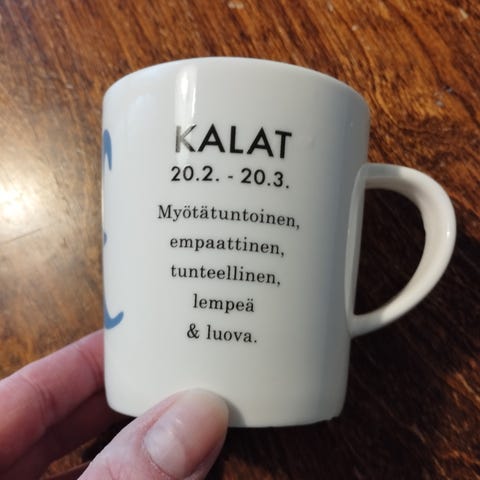 KALAT
20.2. - 20.3.
Myötätuntoinen,
empaattinen,
tunteellinen,
lempeä
& luova.